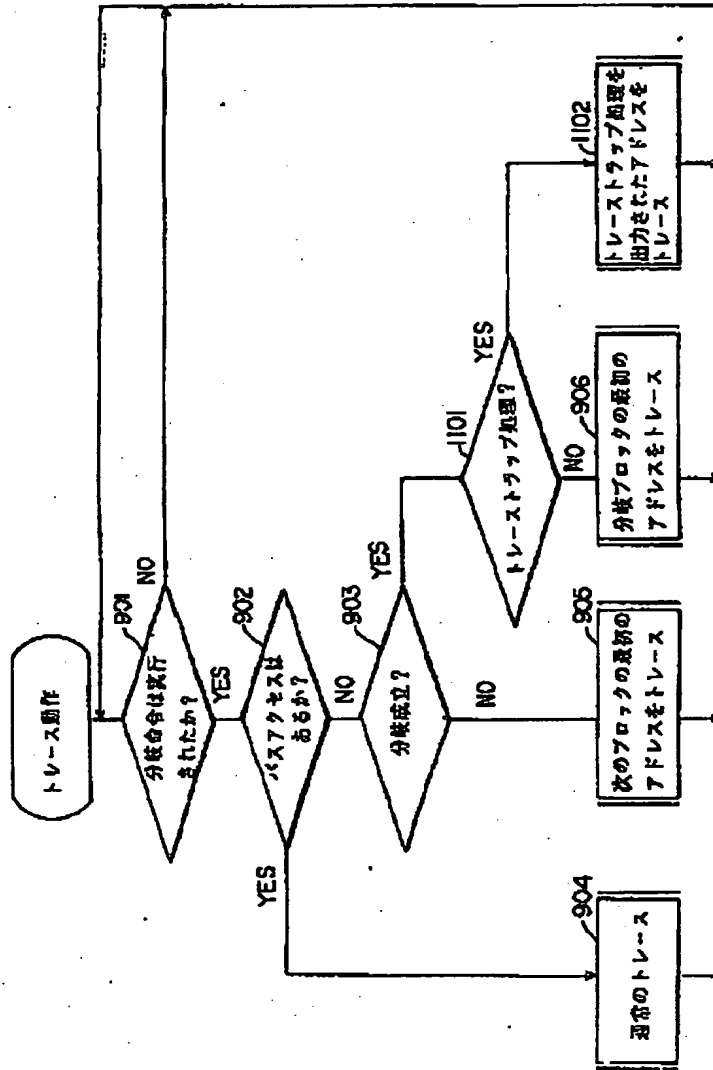 トレース動作
901
分岐命令は実行
されたか?
NO
YES
902
バスアクセスは
あるか?
YES
NO
903
分岐成立?
YES
NO
1101
トレーストラップ処理?
YES
NO
904
通常のトレース
905
次のブロックの最初の
アドレスをトレース
906
分岐ブロックの最初の
アドレスをトレース
1102
トレーストラップ処理を
出力されたアドレスを
トレース